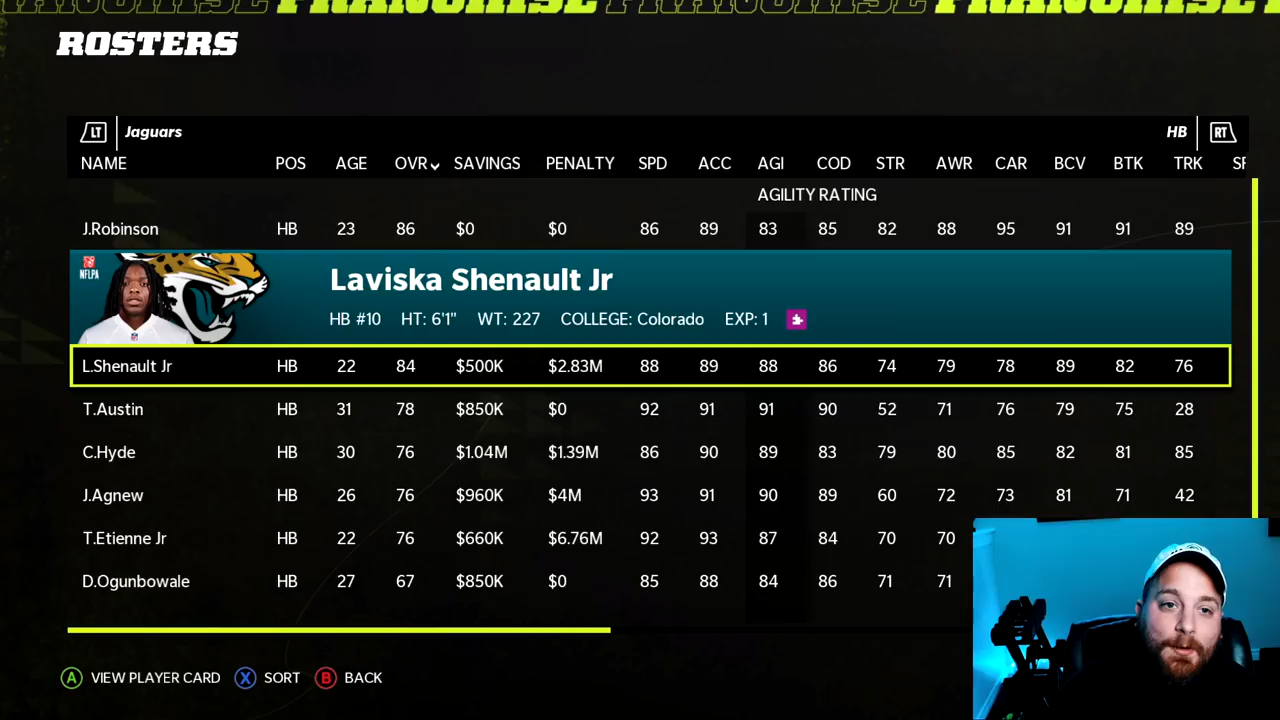 FRANCHISE FRANCHISE FRANCHISE FRANCHISE
ROSTERS
LT Jaguars HB RT
NAME POS AGE OVR SAVINGS PENALTY SPD ACC AGI COD STR AWR CAR BCV BTK TRK
AGILITY RATING
J.Robinson HB 23 86 $0 $0 86 89 83 85 82 88 95 91 91 89
NFLPA
Laviska Shenault Jr
HB #10 HT: 6'1" WT: 227 COLLEGE: Colorado EXP: 1
L.Shenault Jr HB 22 84 $500K $2.83M 88 89 88 86 74 79 78 89 82 76
T.Austin HB 31 78 $850K $0 92 91 91 90 52 71 76 79 75 28
C.Hyde HB 30 76 $1.04M $1.39M 86 90 89 83 79 80 85 82 81 85
J.Agnew HB 26 76 $960K $4M 93 91 90 89 60 72 73 81 71 42
T.Etienne Jr HB 22 76 $660K $6.76M 92 93 87 84 70 70
D.Ogunbowale HB 27 67 $850K $0 85 88 84 86 71 71
A VIEW PLAYER CARD X SORT B BACK